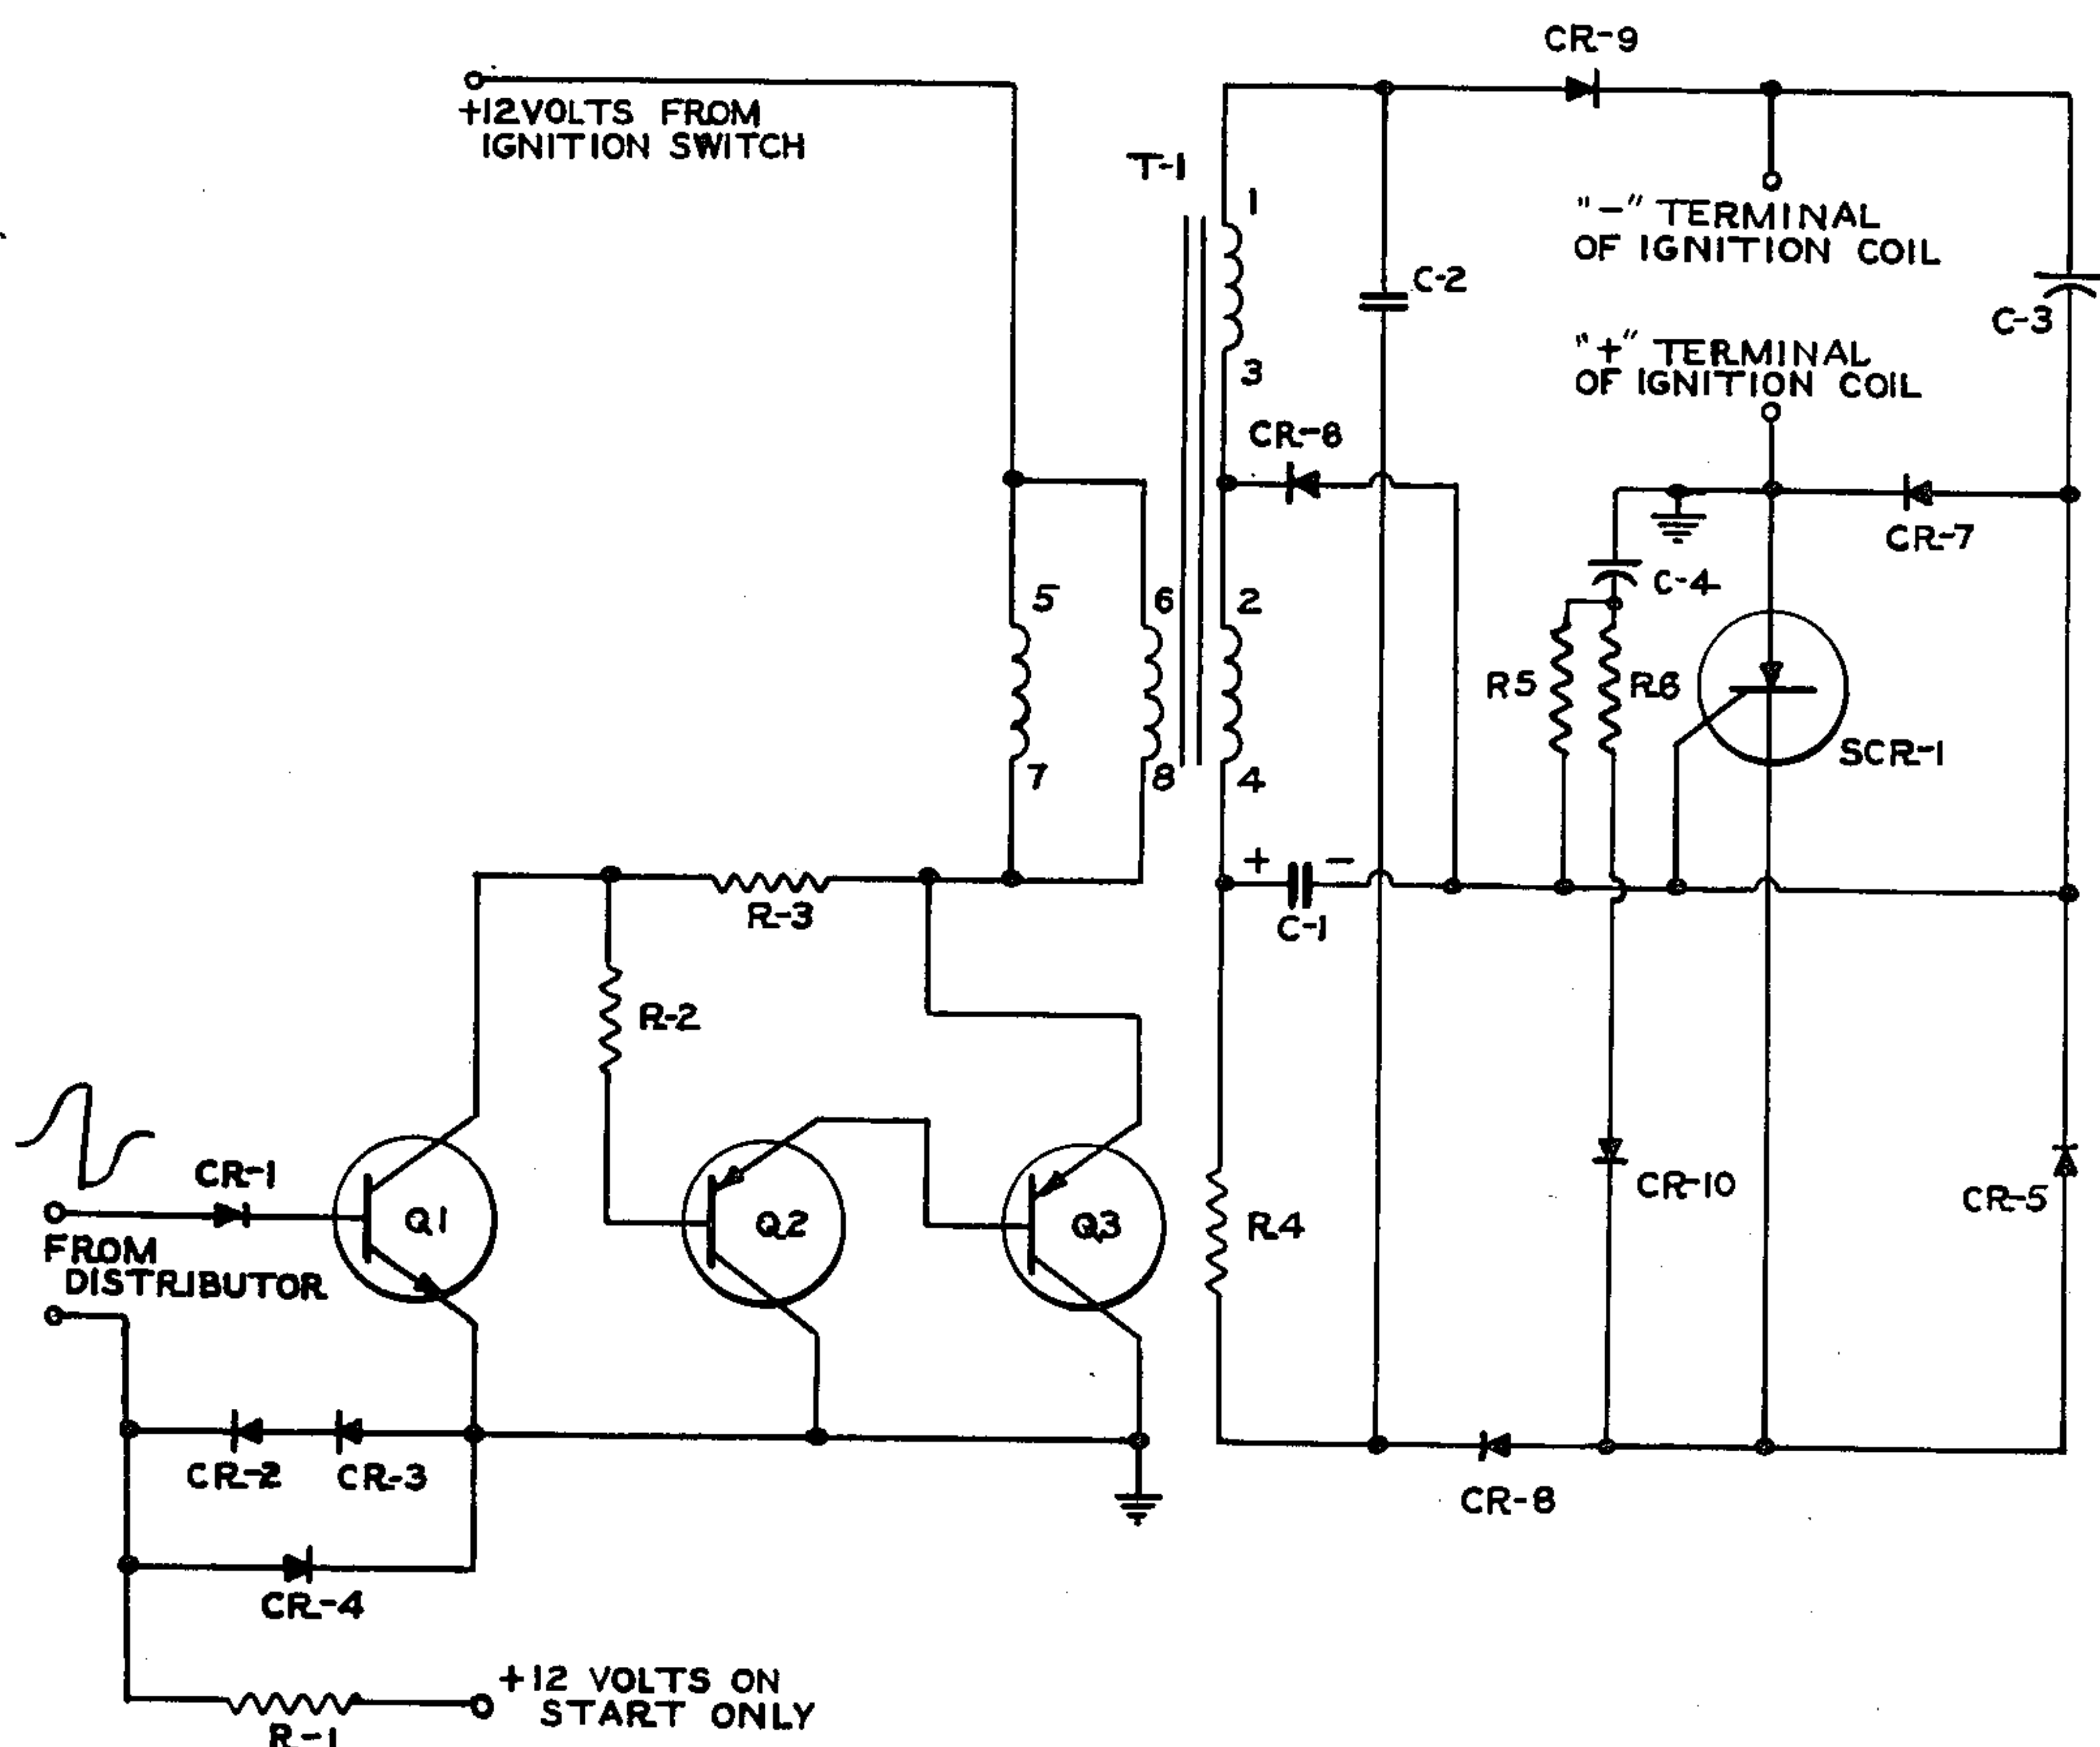 CR-9
+12VOLTS FROM
IGNITION SWITCH
T-1
1
"-" TERMINAL
OF IGNITION COIL
C-2
C-3
"+" TERMINAL
OF IGNITION COIL
3
CR-8
CR-7
C-4
5
6
2
R5
R6
SCR-1
7
8
4
+
-
R-3
C-1
R-2
CR-1
Q1
Q2
Q3
R4
CR-10
CR-5
FROM
DISTRIBUTOR
CR-2
CR-3
CR-8
CR-4
+12 VOLTS ON
START ONLY
R-1